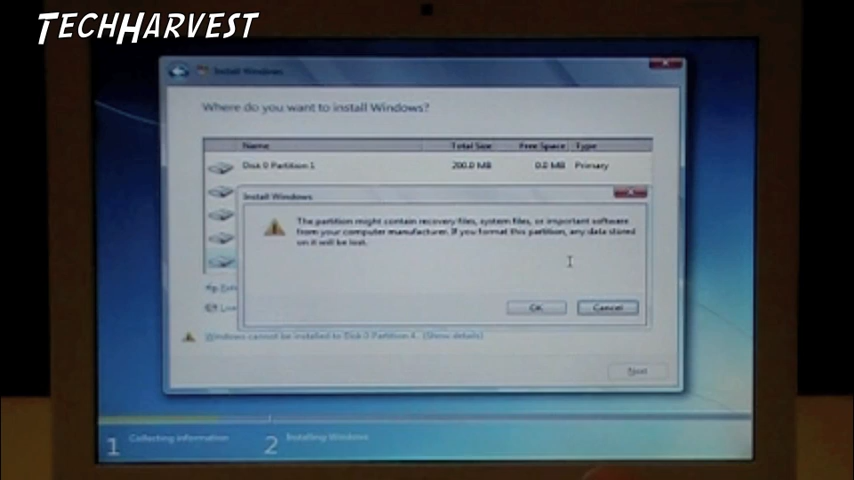 TECHHARVEST
Install Windows
Where do you want to install Windows?
Name Total Size Free Space Type
Disk 0 Partition 1 200.0 MB 0.0 MB Primary
Install Windows
The partition might contain recovery files, system files, or important software
from your computer manufacturer. If you format this partition, any data stored
on it will be lost.
OK Cancel
Windows cannot be installed to Disk 0 Partition 4. (Show details)
Next
1 Collecting information 2 Installing Windows